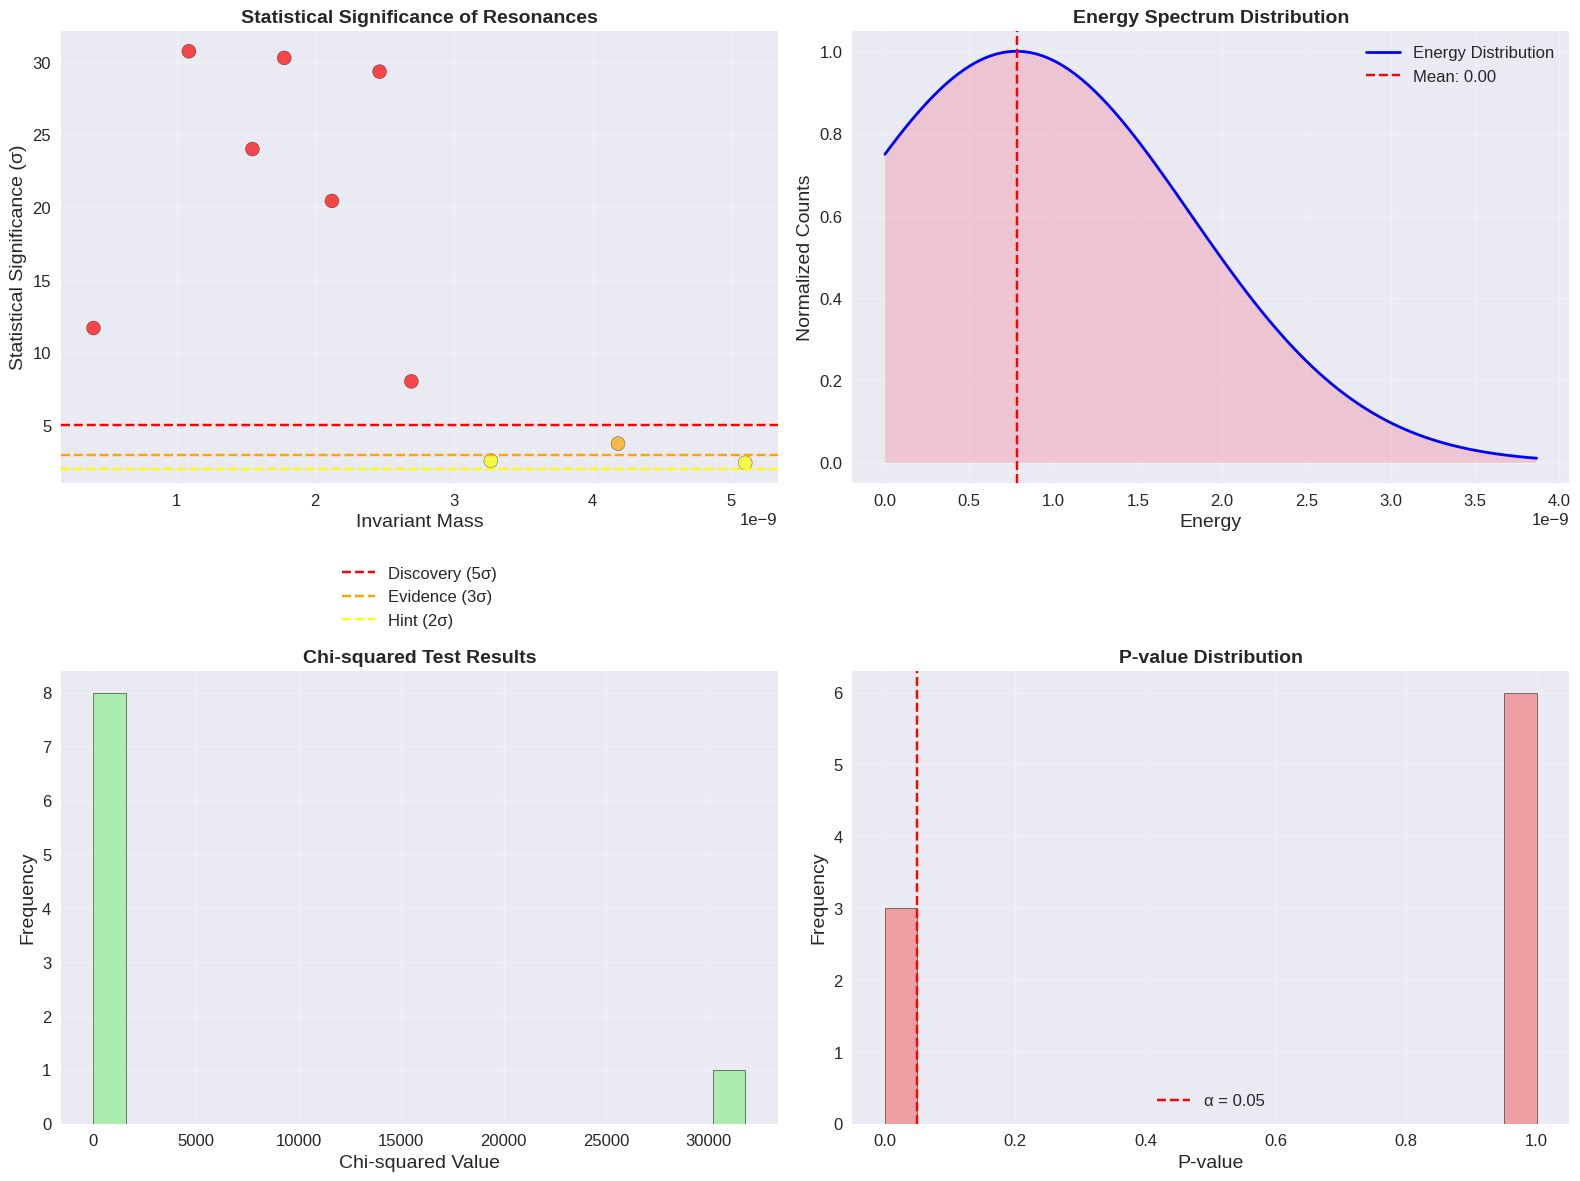 Statistical Significance of Resonances
Statistical Significance (σ)
30
25
20
15
10
5
1 2 3 4 5
1e−9
Invariant Mass
Discovery (5σ)
Evidence (3σ)
Hint (2σ)
Energy Spectrum Distribution
Energy Distribution
Mean: 0.00
Normalized Counts
1.0
0.8
0.6
0.4
0.2
0.0
0.0 0.5 1.0 1.5 2.0 2.5 3.0 3.5 4.0
1e−9
Energy
Chi-squared Test Results
Frequency
8
7
6
5
4
3
2
1
0
0 5000 10000 15000 20000 25000 30000
Chi-squared Value
P-value Distribution
Frequency
6
5
4
3
2
1
0
α = 0.05
0.0 0.2 0.4 0.6 0.8 1.0
P-value